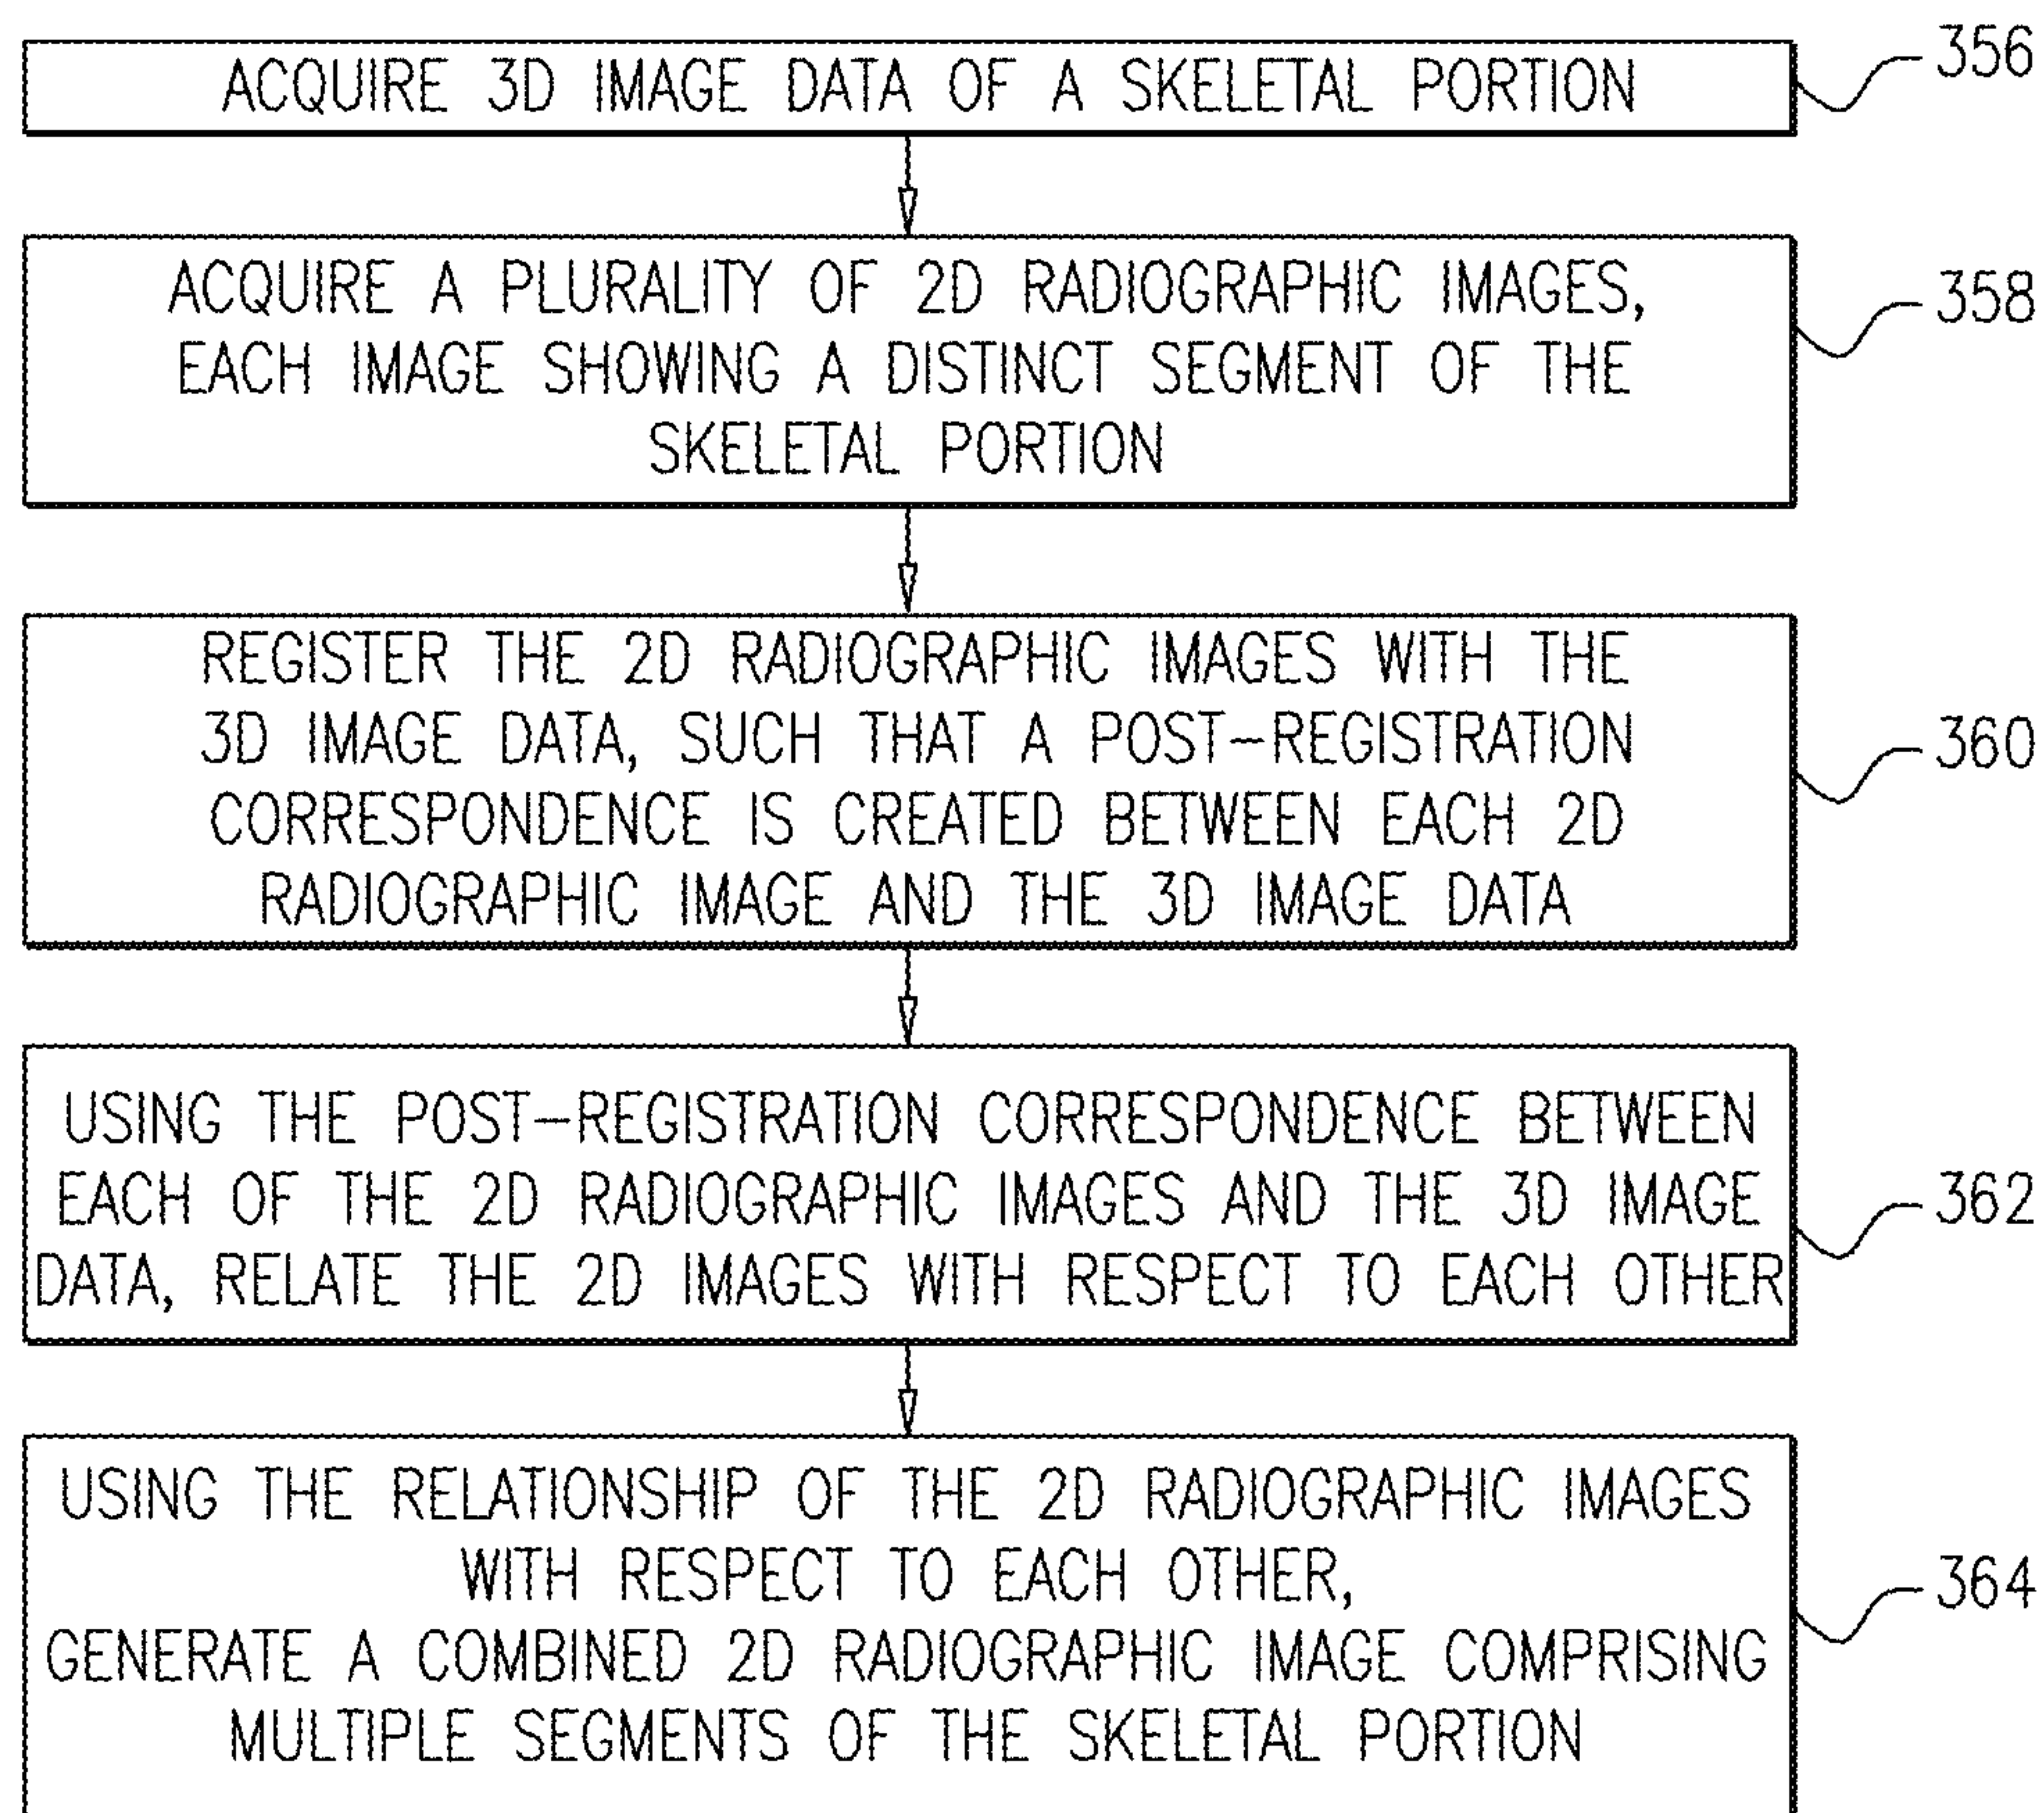 ACQUIRE 3D IMAGE DATA OF A SKELETAL PORTION
356
ACQUIRE A PLURALITY OF 2D RADIOGRAPHIC IMAGES,
EACH IMAGE SHOWING A DISTINCT SEGMENT OF THE
SKELETAL PORTION
358
REGISTER THE 2D RADIOGRAPHIC IMAGES WITH THE
3D IMAGE DATA, SUCH THAT A POST-REGISTRATION
CORRESPONDENCE IS CREATED BETWEEN EACH 2D
RADIOGRAPHIC IMAGE AND THE 3D IMAGE DATA
360
USING THE POST-REGISTRATION CORRESPONDENCE BETWEEN
EACH OF THE 2D RADIOGRAPHIC IMAGES AND THE 3D IMAGE
DATA, RELATE THE 2D IMAGES WITH RESPECT TO EACH OTHER
362
USING THE RELATIONSHIP OF THE 2D RADIOGRAPHIC IMAGES
WITH RESPECT TO EACH OTHER,
GENERATE A COMBINED 2D RADIOGRAPHIC IMAGE COMPRISING
MULTIPLE SEGMENTS OF THE SKELETAL PORTION
364